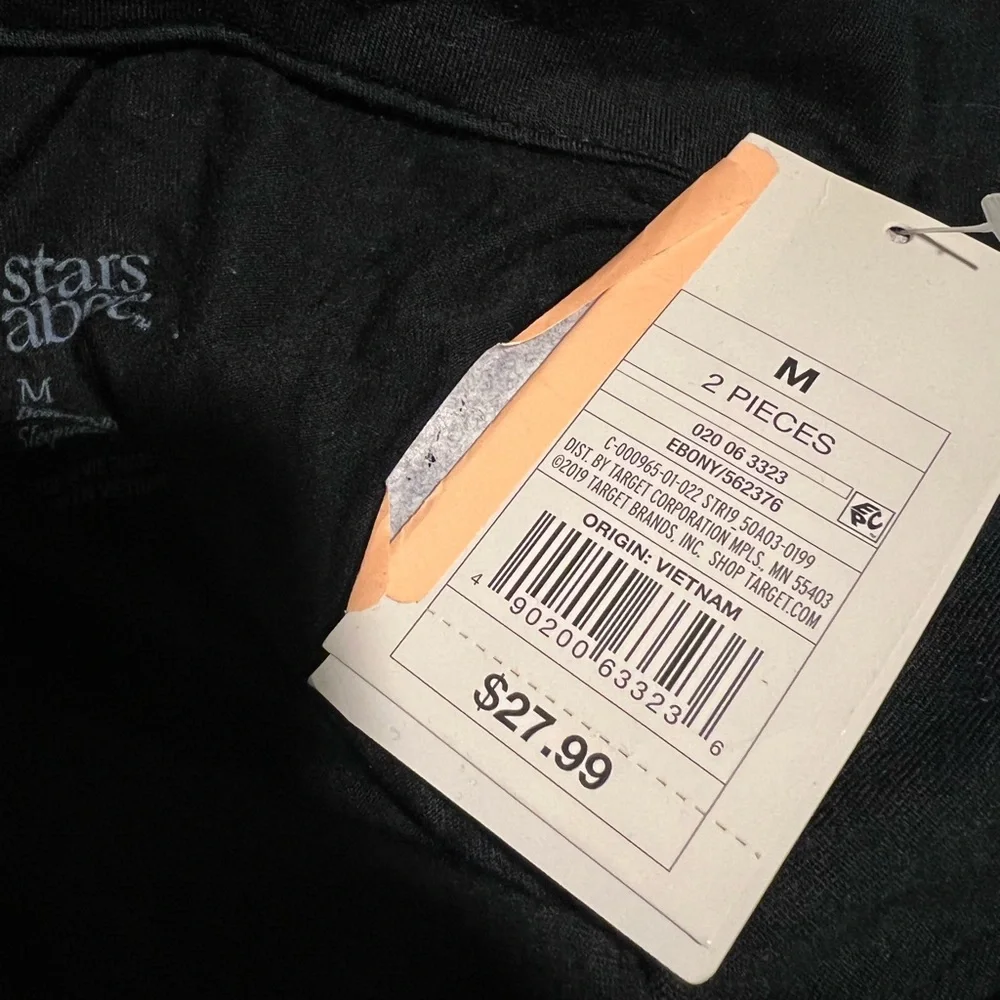 stars
above
M
M
2 PIECES
020 06 3323
EBONY/562376
C-000965-01-022 STR19_50A03-0199
DIST. BY TARGET CORPORATION MPLS., MN 55403
©2019 TARGET BRANDS, INC. SHOP TARGET.COM
EPC
ORIGIN: VIETNAM
4 90200 63323 6
$27.99